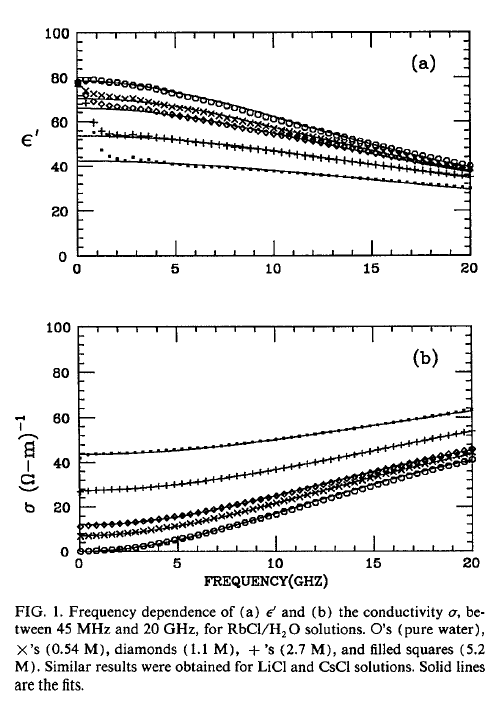 100
(a)
80
60
ϵ′
40
20
0
0 5 10 15 20
100
(b)
80
60
σ (Ω−m)⁻¹
40
20
0
0 5 10 15 20
FREQUENCY(GHZ)
FIG. 1. Frequency dependence of (a) ϵ′ and (b) the conductivity σ, be-
tween 45 MHz and 20 GHz, for RbCl/H₂O solutions. O's (pure water),
×'s (0.54 M), diamonds (1.1 M), +'s (2.7 M), and filled squares (5.2
M). Similar results were obtained for LiCl and CsCl solutions. Solid lines
are the fits.